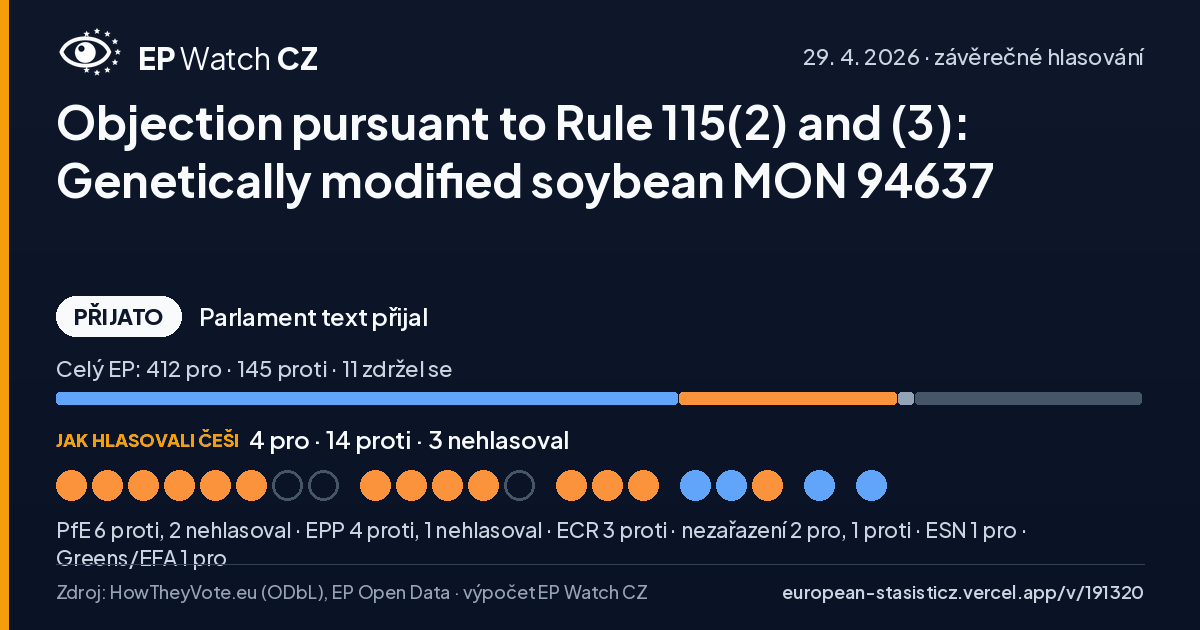 EP Watch CZ
29. 4. 2026 · závěrečné hlasování
Objection pursuant to Rule 115(2) and (3):
Genetically modified soybean MON 94637
PŘIJATO Parlament text přijal
Celý EP: 412 pro · 145 proti · 11 zdržel se
JAK HLASOVALI ČEŠI 4 pro · 14 proti · 3 nehlasoval
PfE 6 proti, 2 nehlasoval · EPP 4 proti, 1 nehlasoval · ECR 3 proti · nezařazení 2 pro, 1 proti · ESN 1 pro ·
Greens/EFA 1 pro
Zdroj: HowTheyVote.eu (ODbL), EP Open Data · výpočet EP Watch CZ
european-stasisticz.vercel.app/v/191320